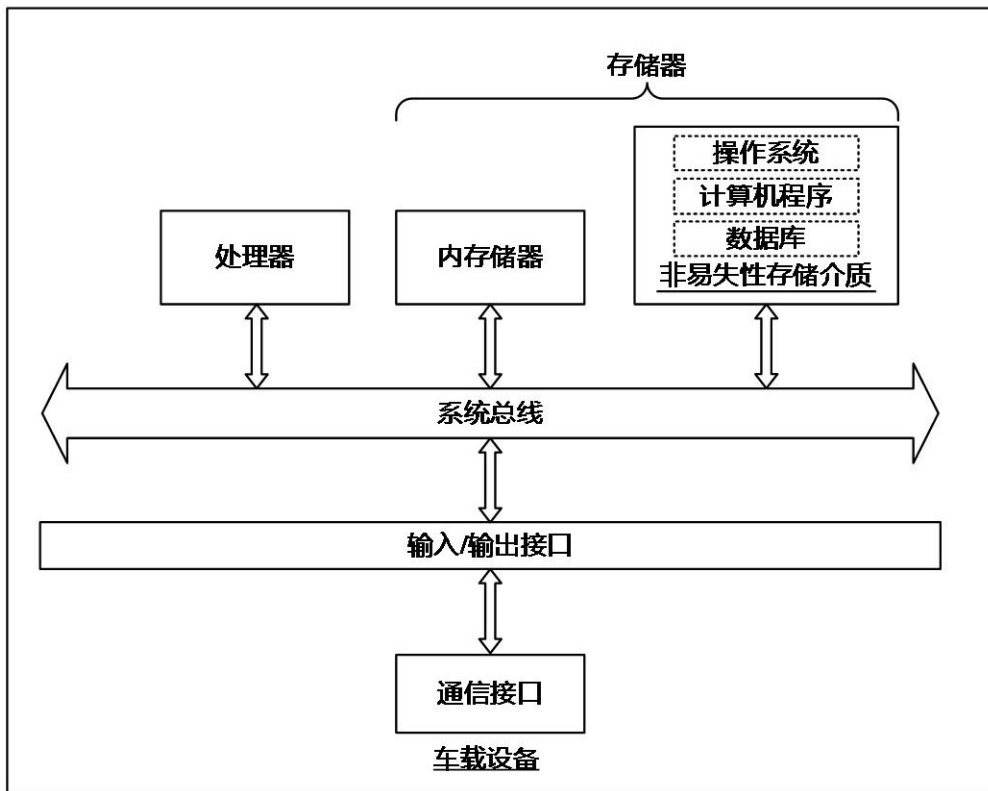 存储器
操作系统
计算机程序
数据库
非易失性存储介质
处理器
内存储器
系统总线
输入/输出接口
通信接口
车载设备